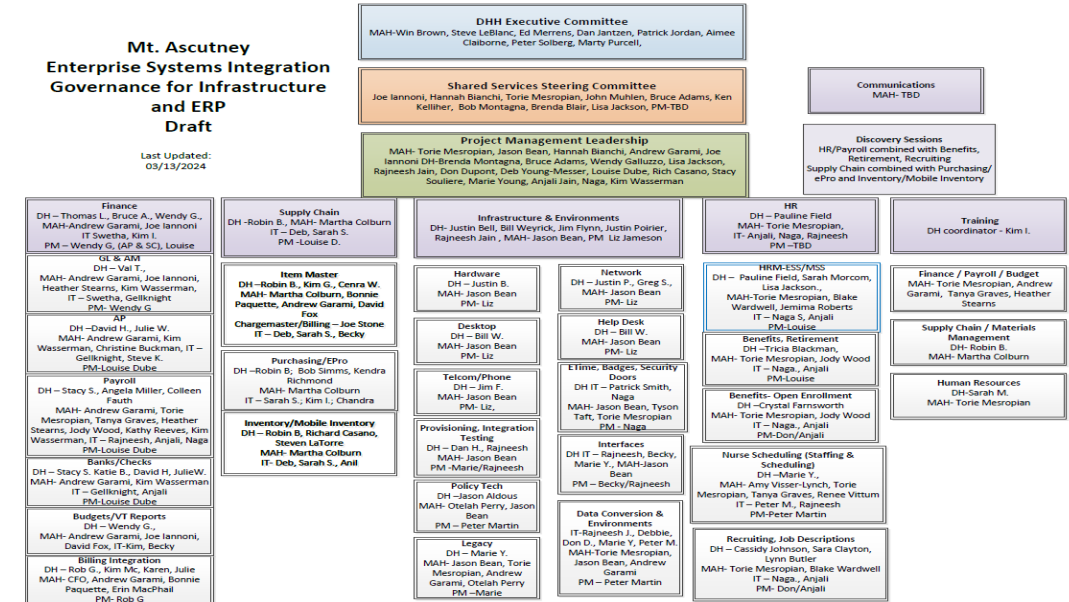 Mt. Ascutney
Enterprise Systems Integration
Governance for Infrastructure
and ERP
Draft
Last Updated:
03/13/2024
DHH Executive Committee
MAH-Win Brown, Steve LeBlanc, Ed Merrens, Dan Jantzen, Patrick Jordan, Aimee
Claiborne, Peter Solberg, Marty Purcell,
Shared Services Steering Committee
Joe Iannoni, Hannah Bianchi, Torie Mesropian, John Muhlen, Bruce Adams, Ken
Kelliher,  Bob Montagna, Brenda Blair, Lisa Jackson, PM-TBD
Project Management Leadership
MAH- Torie Mesropian, Jason Bean, Hannah Bianchi, Andrew Garami, Joe
Iannoni DH-Brenda Montagna, Bruce Adams, Wendy Galluzzo, Lisa Jackson,
Rajneesh Jain, Don Dupont, Deb Young-Messer, Louise Dube, Rich Casano, Stacy
Souliere, Marie Young, Anjali Jain, Naga, Kim Wasserman
Communications
MAH- TBD
Discovery Sessions
HR/Payroll combined with Benefits,
Retirement, Recruiting
Supply Chain combined with Purchasing/
ePro and Inventory/Mobile Inventory
Finance
DH – Thomas L., Bruce A., Wendy G.,
MAH-Andrew Garami, Joe Iannoni,
IT Swetha, Kim I.
PM – Wendy G, (AP & SC), Louise
GL & AM
DH – Val T.,
MAH- Andrew Garami, Joe Iannoni,
Heather Stearns, Kim Wasserman,
IT – Swetha, Gellknight
PM- Wendy G
AP
DH –David H., Julie W.
MAH- Andrew Garami, Kim
Wasserman, Christine Buckman, IT –
Gellknight, Steve K.
PM-Louise Dube
Payroll
DH – Stacy S., Angela Miller, Colleen
Fauth
MAH- Andrew Garami, Torie
Mesropian, Tanya Graves, Heather
Stearns, Jody Wood, Kathy Reeves, Kim
Wasserman, IT – Rajneesh, Anjali, Naga
PM-Louise Dube
Banks/Checks
DH – Stacy S. Katie B., David H, JulieW.
MAH- Andrew Garami, Kim Wasserman
IT – Gellknight, Anjali
PM-Louise Dube
Budgets/VT Reports
DH – Wendy G.,
MAH- Andrew Garami, Joe Iannoni,
David Fox, IT-Kim, Becky
Billing Integration
DH – Rob G., Kim Mc, Karen, Julie
MAH- CFO, Andrew Garami, Bonnie
Paquette, Erin MacPhail
PM- Rob G
Supply Chain
DH -Robin B., MAH- Martha Colburn
IT – Deb, Sarah S.
PM -Louise D.
Item Master
DH –Robin B., Kim G., Cenra W.
MAH- Martha Colburn, Bonnie
Paquette, Andrew Garami, David
Fox
Chargemaster/Billing – Joe Stone
IT – Deb, Sarah S., Becky
Purchasing/EPro
DH –Robin B;  Bob Simms, Kendra
Richmond
MAH- Martha Colburn
IT – Sarah S.; Kim I.; Chandra
Inventory/Mobile Inventory
DH – Robin B, Richard Casano,
Steven LaTorre
MAH- Martha Colburn
IT- Deb, Sarah S., Anil
Infrastructure & Environments
DH- Justin Bell, Bill Weyrick, Jim Flynn, Justin Poirier,
Rajneesh Jain , MAH- Jason Bean, PM  Liz Jameson
Hardware
DH – Justin B.
MAH- Jason Bean
PM- Liz
Desktop
DH – Bill W.
MAH- Jason Bean
PM- Liz
Telcom/Phone
DH – Jim F.
MAH- Jason Bean
PM- Liz,
Provisioning, Integration
Testing
DH – Dan H., Rajneesh
MAH- Jason Bean
PM -Marie/Rajneesh
Policy Tech
DH –Jason Aldous
MAH- Otelah Perry, Jason
Bean
PM – Peter Martin
Legacy
DH – Marie Y.
MAH- Jason Bean, Torie
Mesropian, Andrew
Garami, Otelah Perry
PM –Marie
Network
DH – Justin P., Greg S.,
MAH- Jason Bean
PM- Liz
Help Desk
DH – Bill W.
MAH- Jason Bean
PM- Liz
ETime, Badges, Security
Doors
DH IT – Patrick Smith,
Naga
MAH- Jason Bean, Tyson
Taft, Torie Mesropian
PM - Naga
Interfaces
DH IT – Rajneesh, Becky,
Marie Y., MAH-Jason
Bean
PM – Becky/Rajneesh
Data Conversion &
Environments
IT-Rajneesh J., Debbie,
Don D., Marie Y, Peter M.
MAH-Torie Mesropian,
Jason Bean, Andrew
Garami
PM – Peter Martin
HR
DH – Pauline Field
MAH- Torie Mesropian,
IT- Anjali, Naga, Rajneesh
PM –TBD
HRM-ESS/MSS
DH –  Pauline Field, Sarah Morcom,
Lisa Jackson.,
MAH-Torie Mesropian, Blake
Wardwell, Jemima Roberts
IT – Naga S, Anjali
PM-Louise
Benefits, Retirement
DH –Tricia Blackman,
MAH- Torie Mesropian, Jody Wood
IT – Naga., Anjali
PM-Louise
Benefits- Open Enrollment
DH –Crystal Farnsworth
MAH- Torie Mesropian, Jody Wood
IT – Naga., Anjali
PM-Don/Anjali
Nurse Scheduling (Staffing &
Scheduling)
DH –Marie Y.,
MAH- Amy Visser-Lynch, Torie
Mesropian, Tanya Graves, Renee Vittum
IT – Peter M., Rajneesh
PM-Peter Martin
Recruiting, Job Descriptions
DH – Cassidy Johnson, Sara Clayton,
Lynn Butler
MAH- Torie Mesropian, Blake Wardwell
IT – Naga., Anjali
PM- Don/Anjali
Training
DH coordinator - Kim I.
Finance / Payroll / Budget
MAH- Torie Mesropian, Andrew
Garami,  Tanya Graves, Heather
Stearns
Supply Chain / Materials
Management
DH- Robin B.
MAH- Martha Colburn
Human Resources
DH-Sarah M.
MAH- Torie Mesropian